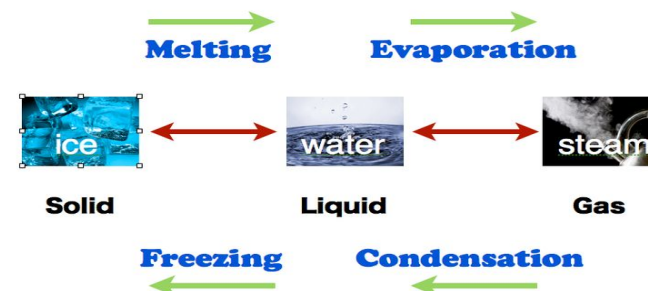 Melting Evaporation
ice water steam
Solid Liquid Gas
Freezing Condensation